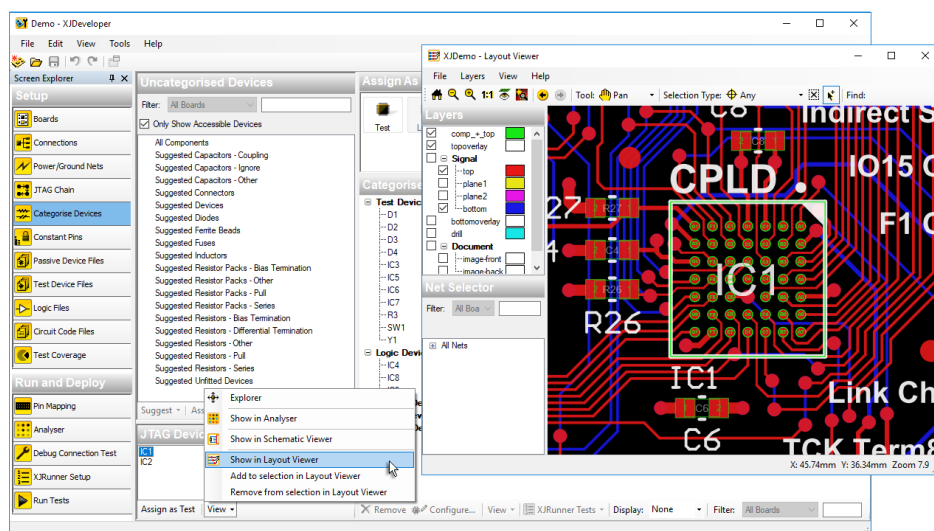 Demo - XJDeveloper
File Edit View Tools Help
Screen Explorer
Setup
Boards
Connections
Power/Ground Nets
JTAG Chain
Categorise Devices
Constant Pins
Passive Device Files
Test Device Files
Logic Files
Circuit Code Files
Test Coverage
Run and Deploy
Pin Mapping
Analyser
Debug Connection Test
XJRunner Setup
Run Tests
Uncategorised Devices
Filter: All Boards
Only Show Accessible Devices
All Components
Suggested Capacitors - Coupling
Suggested Capacitors - Ignore
Suggested Capacitors - Other
Suggested Connectors
Suggested Devices
Suggested Diodes
Suggested Ferrite Beads
Suggested Fuses
Suggested Inductors
Suggested Resistor Packs - Bias Termination
Suggested Resistor Packs - Other
Suggested Resistor Packs - Pull
Suggested Resistor Packs - Series
Suggested Resistors - Bias Termination
Suggested Resistors - Differential Termination
Suggested Resistors - Other
Suggested Resistors - Pull
Suggested Resistors - Series
Suggested Unfitted Devices
Suggest Ass
JTAG Devic
IC1
IC2
Assign as Test View
Explorer
Show in Analyser
Show in Schematic Viewer
Show in Layout Viewer
Add to selection in Layout Viewer
Remove from selection in Layout Viewer
Assign As
Test
Categorise
Test Devic
D1
D2
D3
D4
IC3
IC5
IC6
IC7
R3
SW1
Y1
Logic Devi
IC4
IC8
Remove Configure... View XJRunner Tests Display: None Filter: All Boards
XJDemo - Layout Viewer
File Layers View Help
1:1 Tool: Pan Selection Type: Any Find:
Layers
comp_+_top
topoverlay
Signal
top
plane1
plane2
bottom
bottomoverlay
drill
Document
image-front
image-back
Net Selector
Filter: All Boa
All Nets
C8
Indirect S
C8
CPLD
IO15 C
27
R27
F1 C
4
C4
IC1
R26
R26
IC1
Link Ch
C6
C6
TCK Term8
X: 45.74mm Y: 36.34mm Zoom 7.9